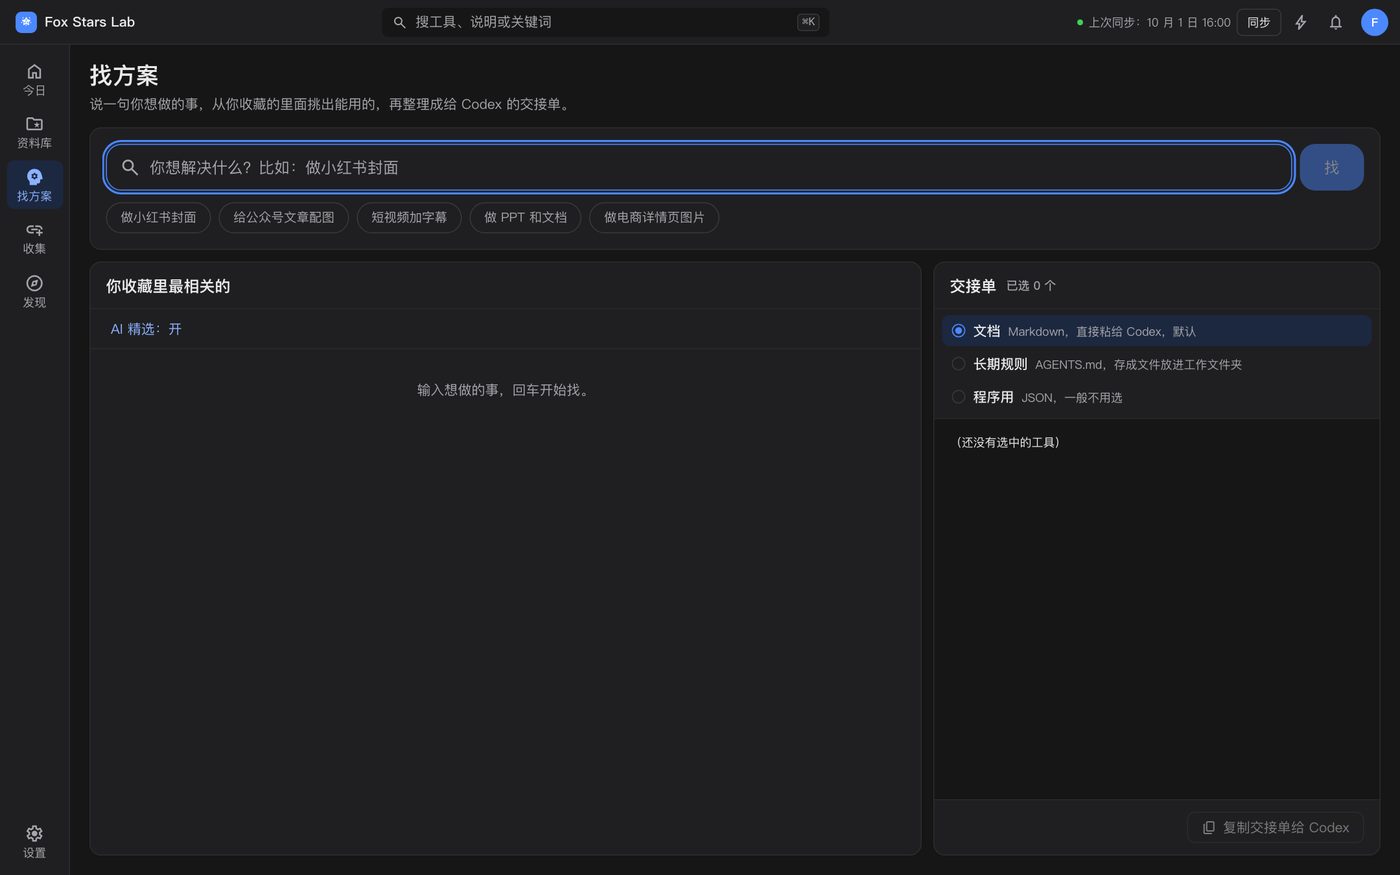 Fox Stars Lab
搜工具、说明或关键词
⌘K
上次同步：10 月 1 日 16:00
同步
F
今日
资料库
找方案
收集
发现
设置
找方案
说一句你想做的事，从你收藏的里面挑出能用的，再整理成给 Codex 的交接单。
你想解决什么？比如：做小红书封面
找
做小红书封面
给公众号文章配图
短视频加字幕
做 PPT 和文档
做电商详情页图片
你收藏里最相关的
AI 精选：开
输入想做的事，回车开始找。
交接单 已选 0 个
文档 Markdown，直接粘给 Codex，默认
长期规则 AGENTS.md，存成文件放进工作文件夹
程序用 JSON，一般不用选
（还没有选中的工具）
复制交接单给 Codex